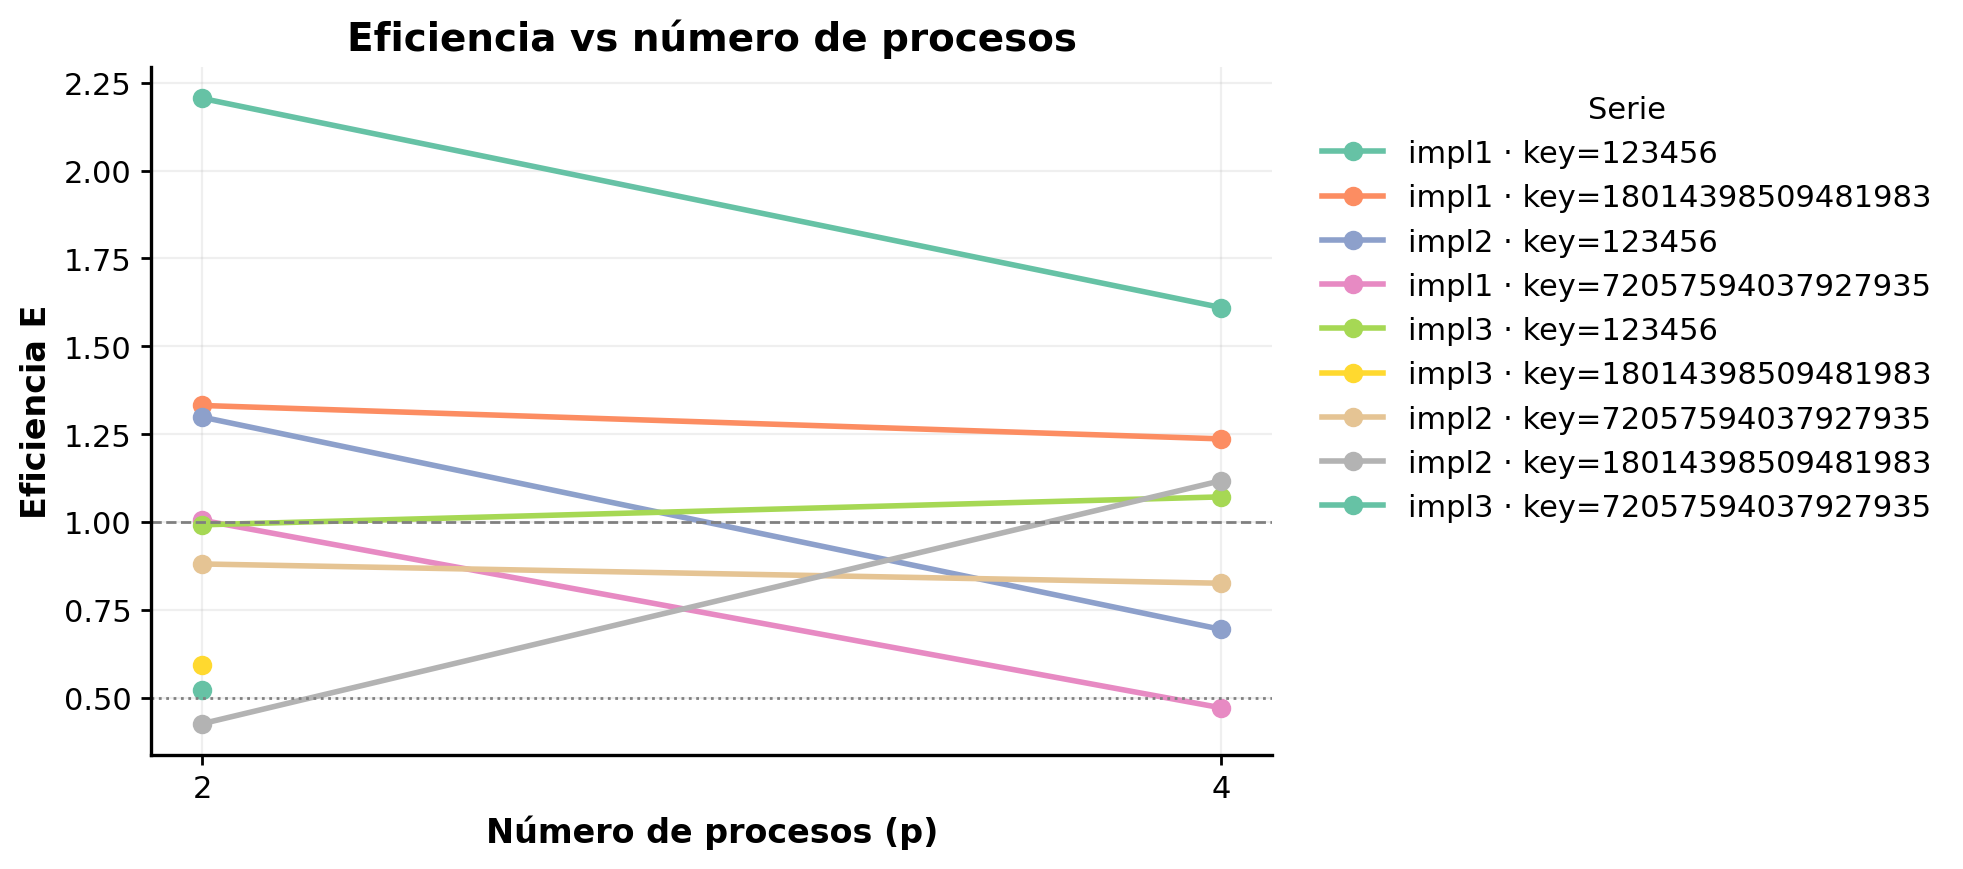 Eficiencia vs número de procesos
2.25
2.00
1.75
1.50
1.25
1.00
0.75
0.50
Eficiencia E
2
4
Número de procesos (p)
Serie
impl1 · key=123456
impl1 · key=18014398509481983
impl2 · key=123456
impl1 · key=72057594037927935
impl3 · key=123456
impl3 · key=18014398509481983
impl2 · key=72057594037927935
impl2 · key=18014398509481983
impl3 · key=72057594037927935